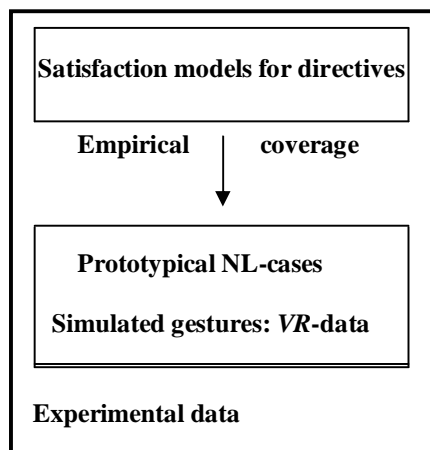 Satisfaction models for directives
Empirical coverage
Prototypical NL-cases
Simulated gestures: VR-data
Experimental data